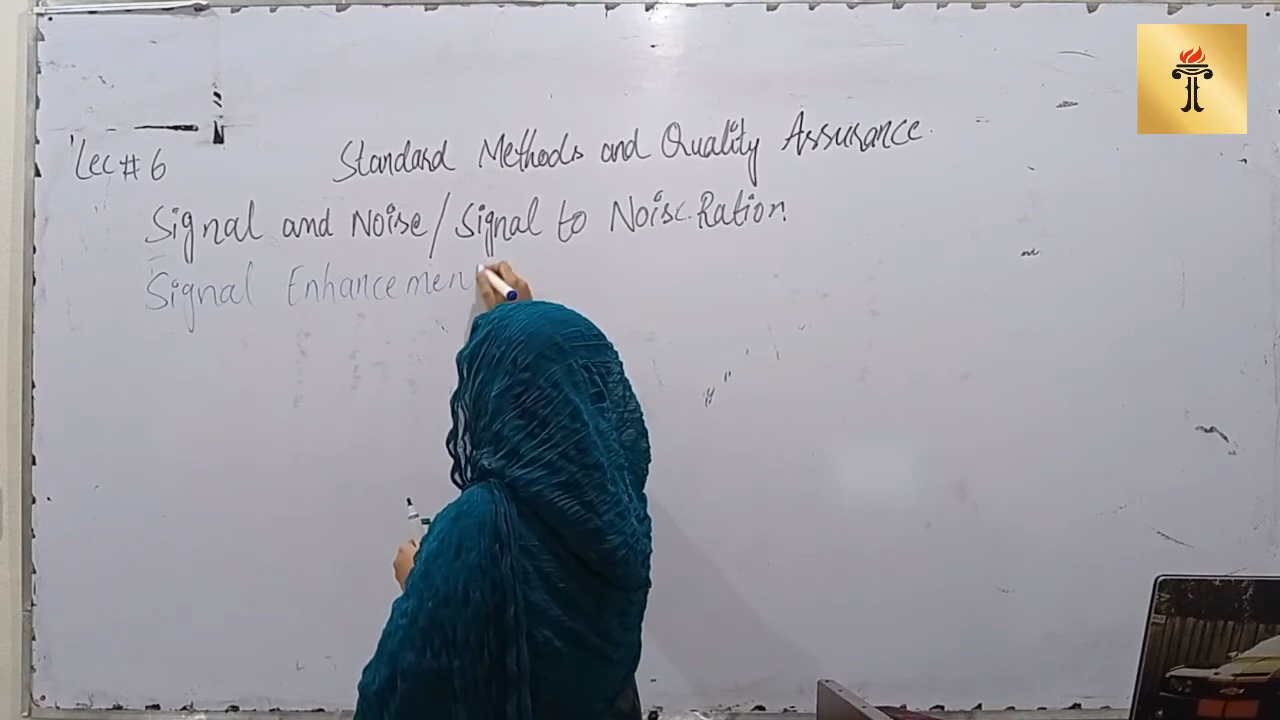 Lec # 6
Standard Methods and Quality Assurance.
Signal and Noise / Signal to Noise Ration
Signal Enhancemen